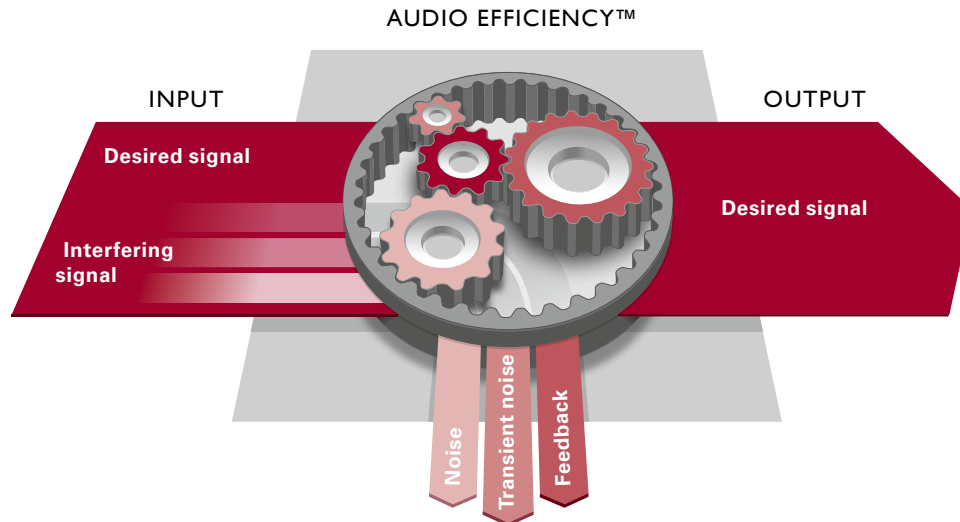 AUDIO EFFICIENCY™
INPUT
OUTPUT
Desired signal
Interfering
signal
Desired signal
Noise
Transient noise
Feedback